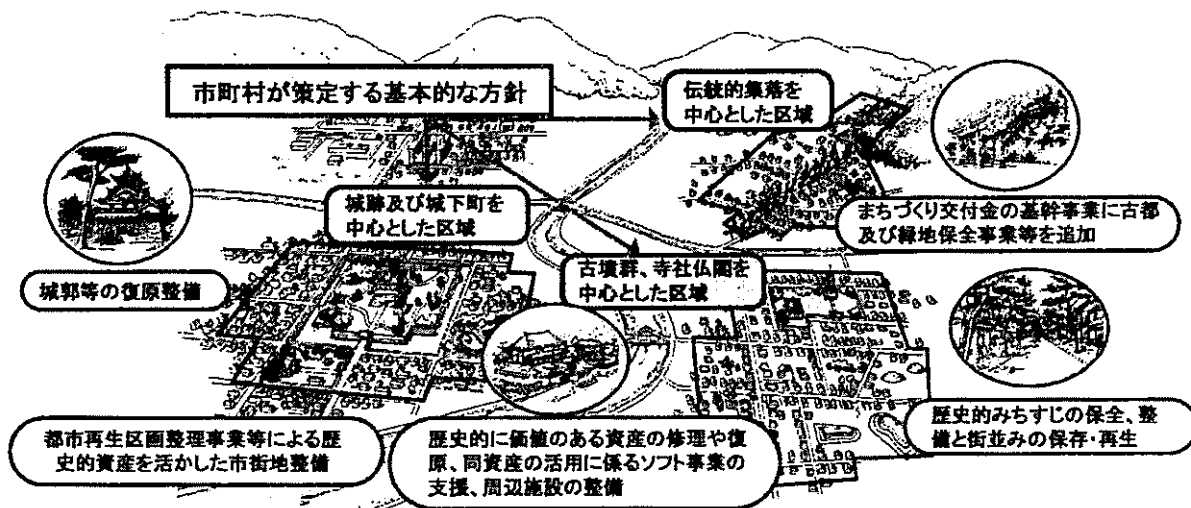 市町村が策定する基本的な方針
伝統的集落を
中心とした区域
城跡及び城下町を
中心とした区域
まちづくり交付金の基幹事業に古都
及び緑地保全事業等を追加
古墳群、寺社仏閣を
中心とした区域
城郭等の復原整備
歴史的みちすじの保全、整
備と街並みの保存・再生
都市再生区画整理事業等による歴
史的資産を活かした市街地整備
歴史的に価値のある資産の修理や復
原、同資産の活用に係るソフト事業の
支援、周辺施設の整備